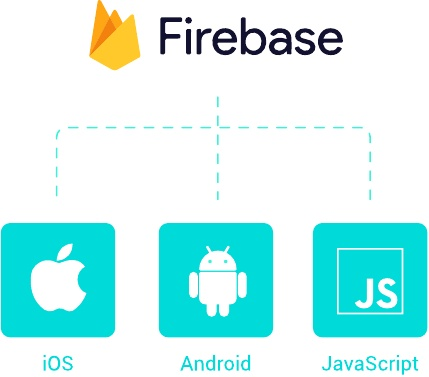 Firebase
JS
iOS
Android
JavaScript